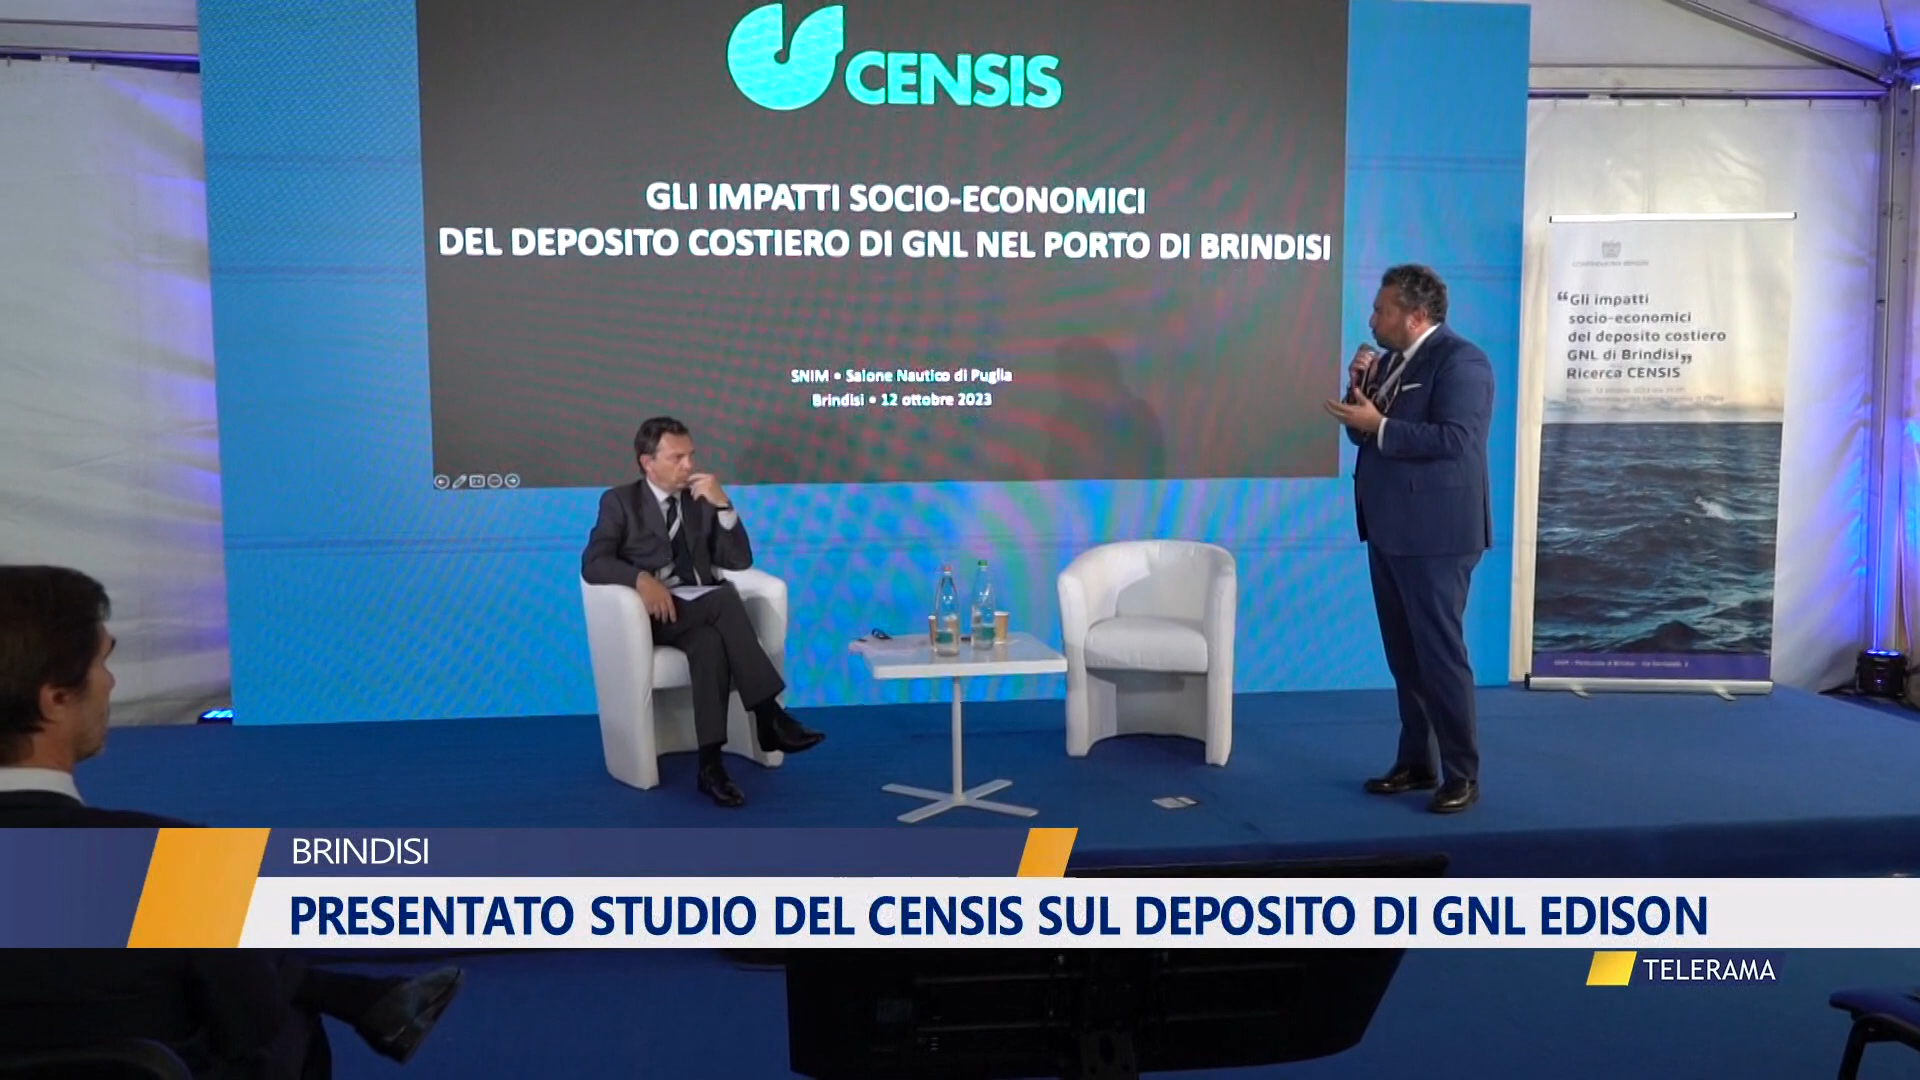 CENSIS
GLI IMPATTI SOCIO-ECONOMICI
DEL DEPOSITO COSTIERO DI GNL NEL PORTO DI BRINDISI
SNIM • Salone Nautico di Puglia
Brindisi • 12 ottobre 2023
CONFINDUSTRIA BRINDISI
“Gli impatti
socio-economici
del deposito costiero
GNL di Brindisi”
Ricerca CENSIS
BRINDISI
PRESENTATO STUDIO DEL CENSIS SUL DEPOSITO DI GNL EDISON
TELERAMA